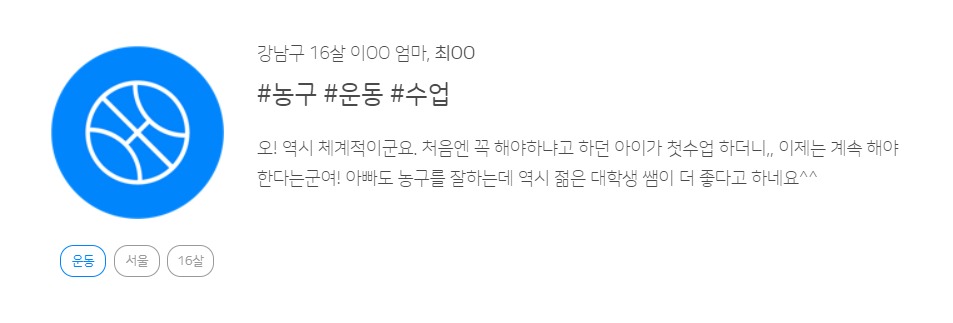 강남구 16살 이OO 엄마, 최OO
#농구 #운동 #수업
오! 역시 체계적이군요. 처음엔 꼭 해야하냐고 하던 아이가 첫수업 하더니,, 이제는 계속 해야
한다는군여! 아빠도 농구를 잘하는데 역시 젊은 대학생 쌤이 더 좋다고 하네요^^
운동 서울 16살